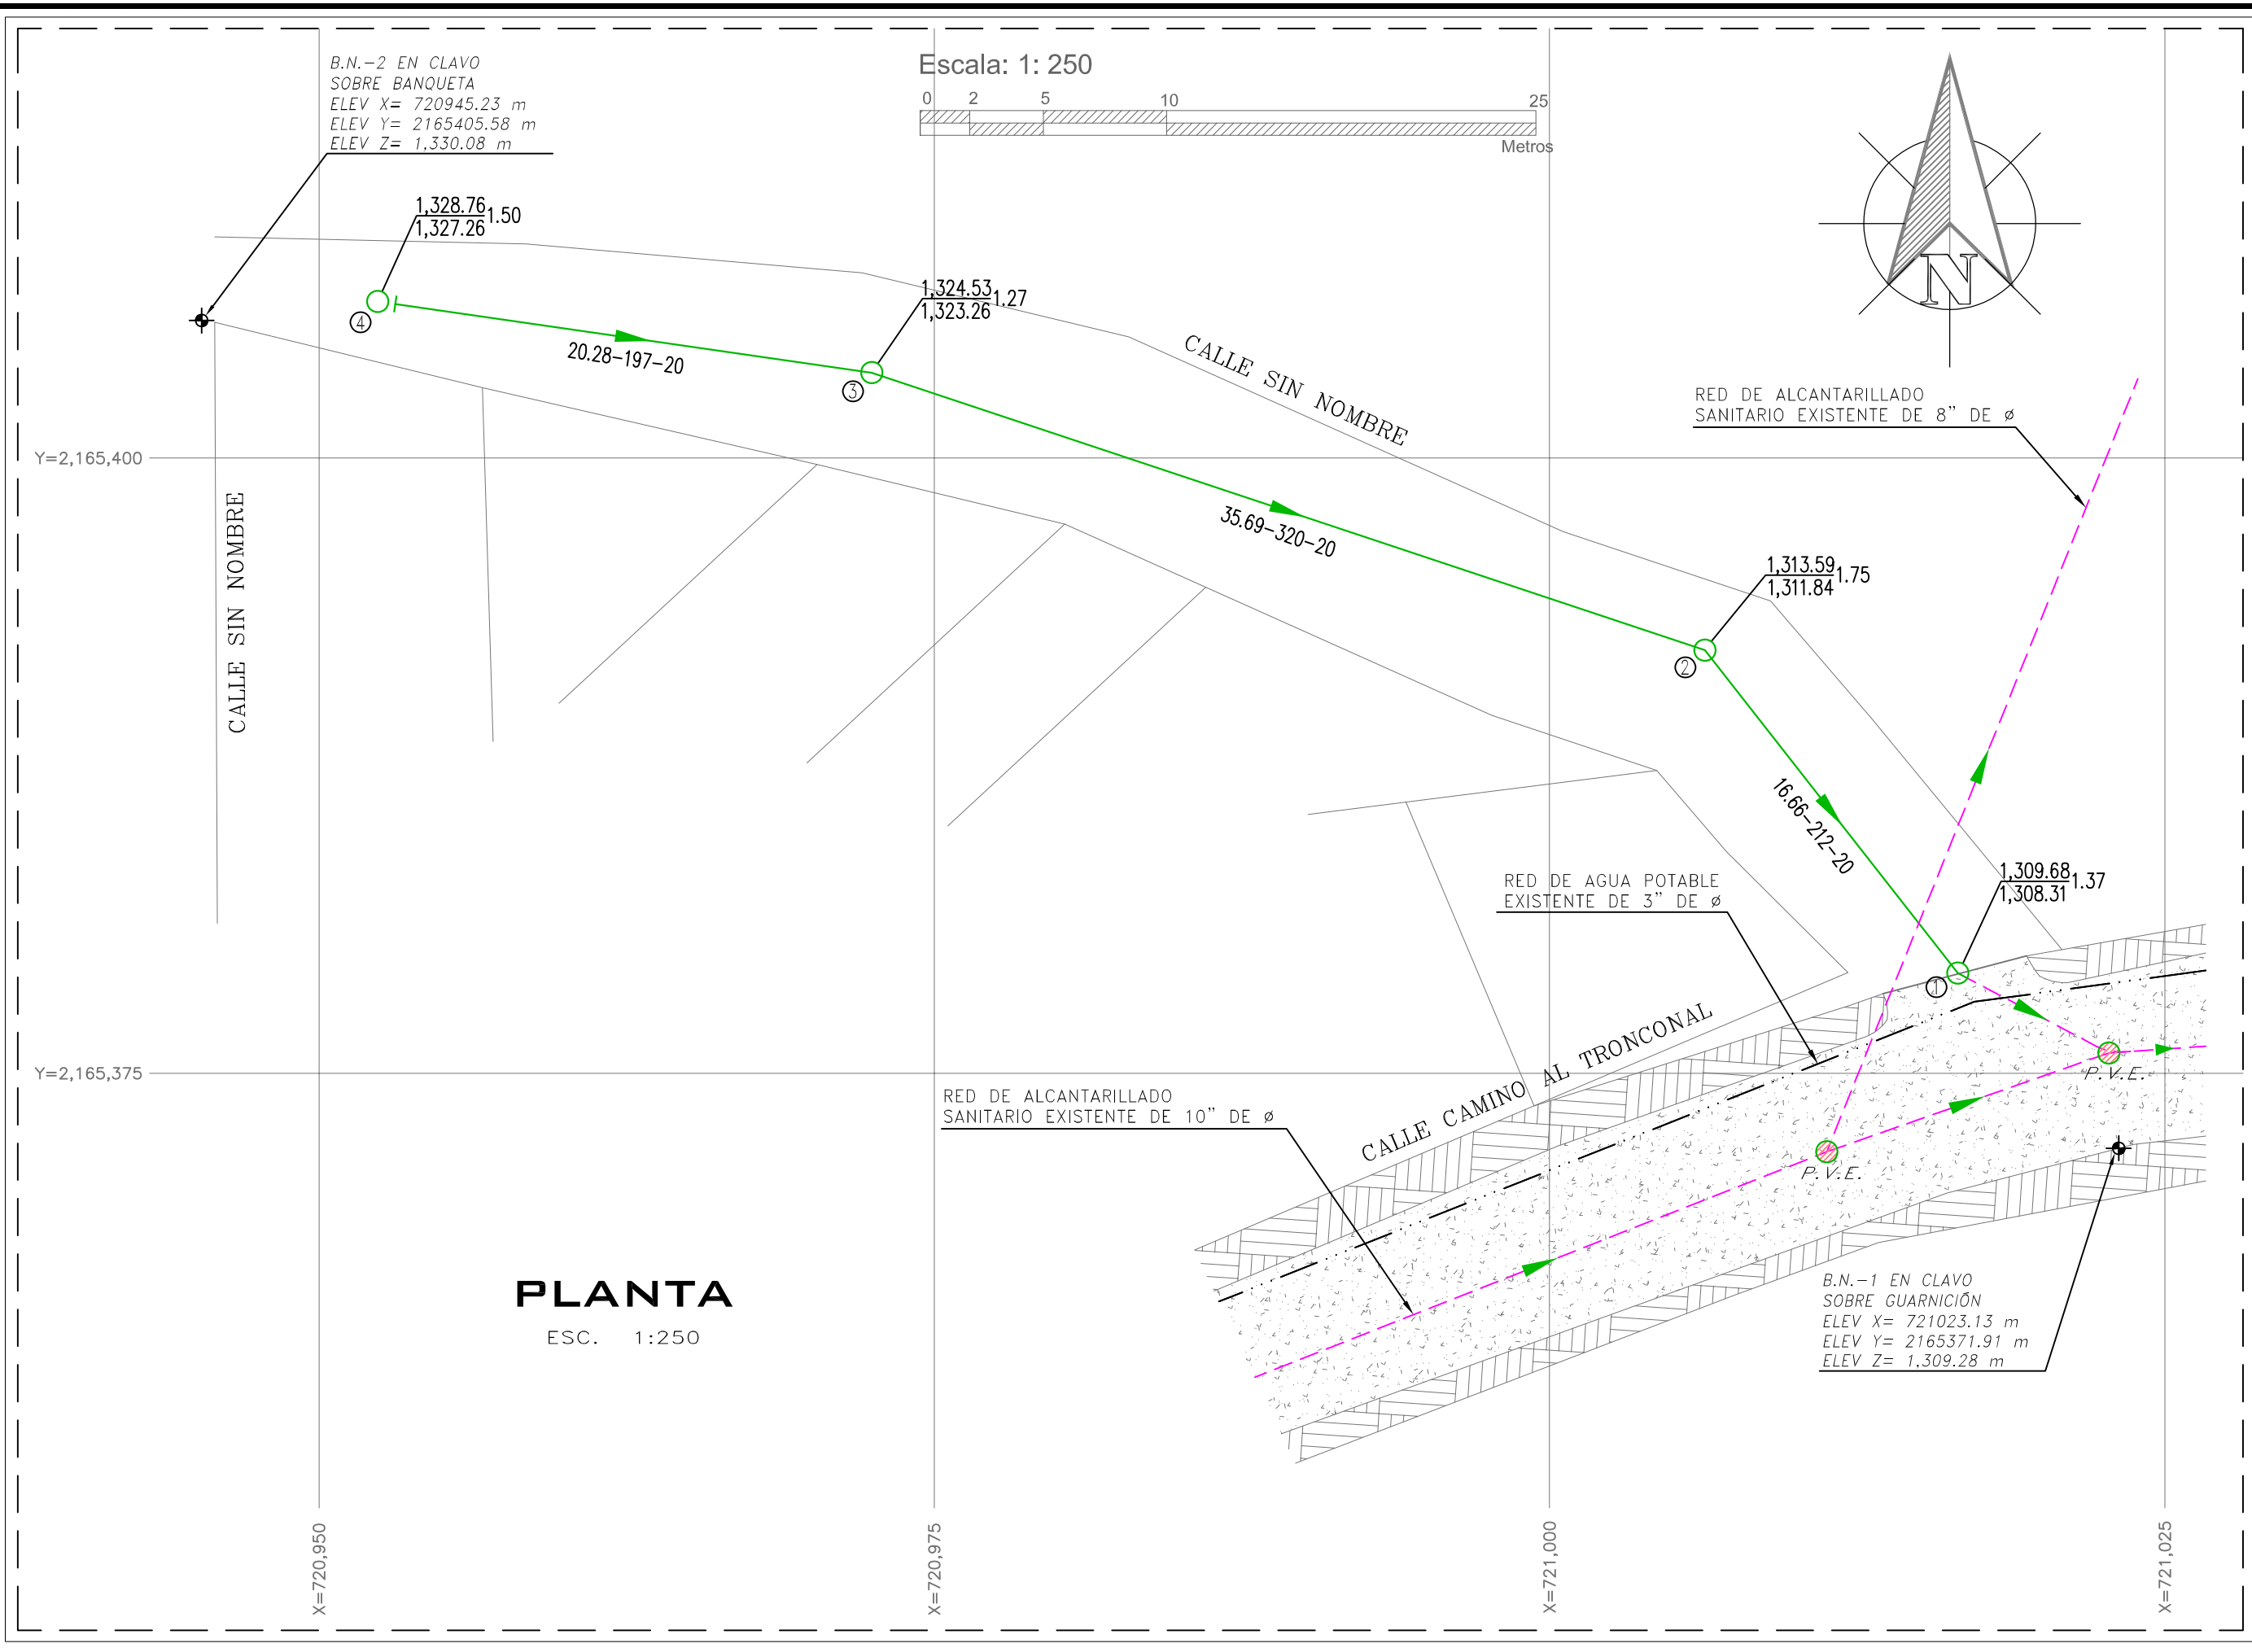 B.N.-2 EN CLAVO
SOBRE BANQUETA
ELEV X= 720945.23 m
ELEV Y= 2165405.58 m
ELEV Z= 1,330.08 m
Escala: 1: 250
0 2 5 10 25
Metros
N
1,328.76
1,327.26
1.50
4
20.28-197-20
1,324.53
1,323.26
1.27
3
CALLE SIN NOMBRE
RED DE ALCANTARILLADO
SANITARIO EXISTENTE DE 8" DE ø
Y=2,165,400
CALLE SIN NOMBRE
35.69-320-20
1,313.59
1,311.84
1.75
2
16.66-212-20
RED DE AGUA POTABLE
EXISTENTE DE 3" DE ø
1,309.68
1,308.31
1.37
1
Y=2,165,375
CALLE CAMINO AL TRONCONAL
P.V.E.
RED DE ALCANTARILLADO
SANITARIO EXISTENTE DE 10" DE ø
P.V.E.
PLANTA
ESC. 1:250
B.N.-1 EN CLAVO
SOBRE GUARNICIÓN
ELEV X= 721023.13 m
ELEV Y= 2165371.91 m
ELEV Z= 1,309.28 m
X=720,950
X=720,975
X=721,000
X=721,025